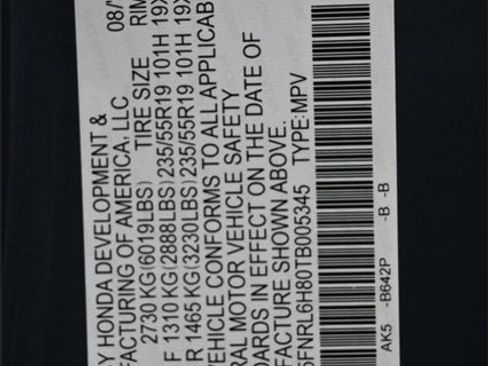 Y HONDA DEVELOPMENT &
FACTURING OF AMERICA, LLC 08/
2730 KG(6019LBS) TIRE SIZE RIM
F 1310 KG(2888LBS)235/55R19 101H 19X
R 1465 KG(3230LBS)235/55R19 101H 19X
VEHICLE CONFORMS TO ALL APPLICAB
RAL MOTOR VEHICLE SAFETY
DARDS IN EFFECT ON THE DATE OF
FACTURE SHOWN ABOVE.
5FNRL6H80TB005345 TYPE:MPV
AK5 -B642P -B -B